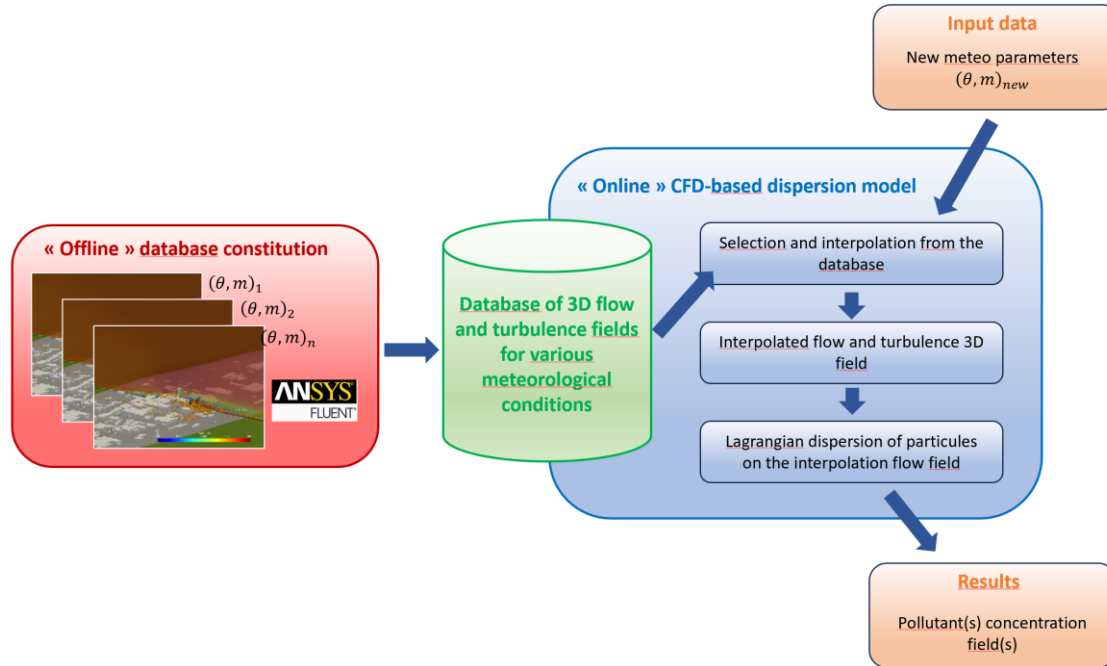 Input data
New meteo parameters
(θ, m)new
« Online » CFD-based dispersion model
« Offline » database constitution
(θ, m)1
(θ, m)2
(θ, m)n
ANSYS
FLUENT®
Database of 3D flow
and turbulence fields
for various
meteorological
conditions
Selection and interpolation from the
database
Interpolated flow and turbulence 3D
field
Lagrangian dispersion of particules
on the interpolation flow field
Results
Pollutant(s) concentration
field(s)